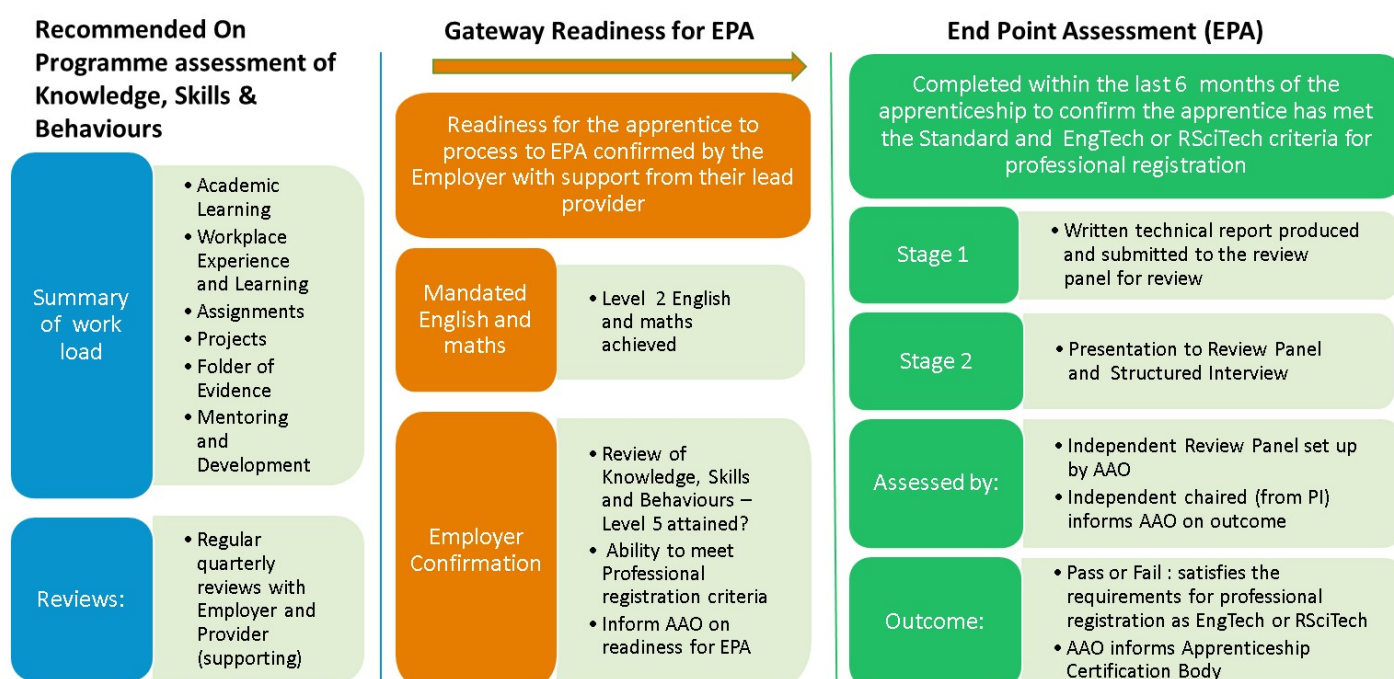 Recommended On
Programme assessment of
Knowledge, Skills &
Behaviours
Summary
of work
load
• Academic
Learning
• Workplace
Experience
and Learning
• Assignments
• Projects
• Folder of
Evidence
• Mentoring
and
Development
Reviews:
• Regular
quarterly
reviews with
Employer and
Provider
(supporting)
Gateway Readiness for EPA
Readiness for the apprentice to
process to EPA confirmed by the
Employer with support from their lead
provider
Mandated
English and
maths
• Level 2 English
and maths
achieved
Employer
Confirmation
• Review of
Knowledge, Skills
and Behaviours –
Level 5 attained?
• Ability to meet
Professional
registration criteria
• Inform AAO on
readiness for EPA
End Point Assessment (EPA)
Completed within the last 6 months of the
apprenticeship to confirm the apprentice has met
the Standard and EngTech or RSciTech criteria for
professional registration
Stage 1
• Written technical report produced
and submitted to the review
panel for review
Stage 2
• Presentation to Review Panel
and Structured Interview
Assessed by:
• Independent Review Panel set up
by AAO
• Independent chaired (from PI)
informs AAO on outcome
Outcome:
• Pass or Fail : satisfies the
requirements for professional
registration as EngTech or RSciTech
• AAO informs Apprenticeship
Certification Body